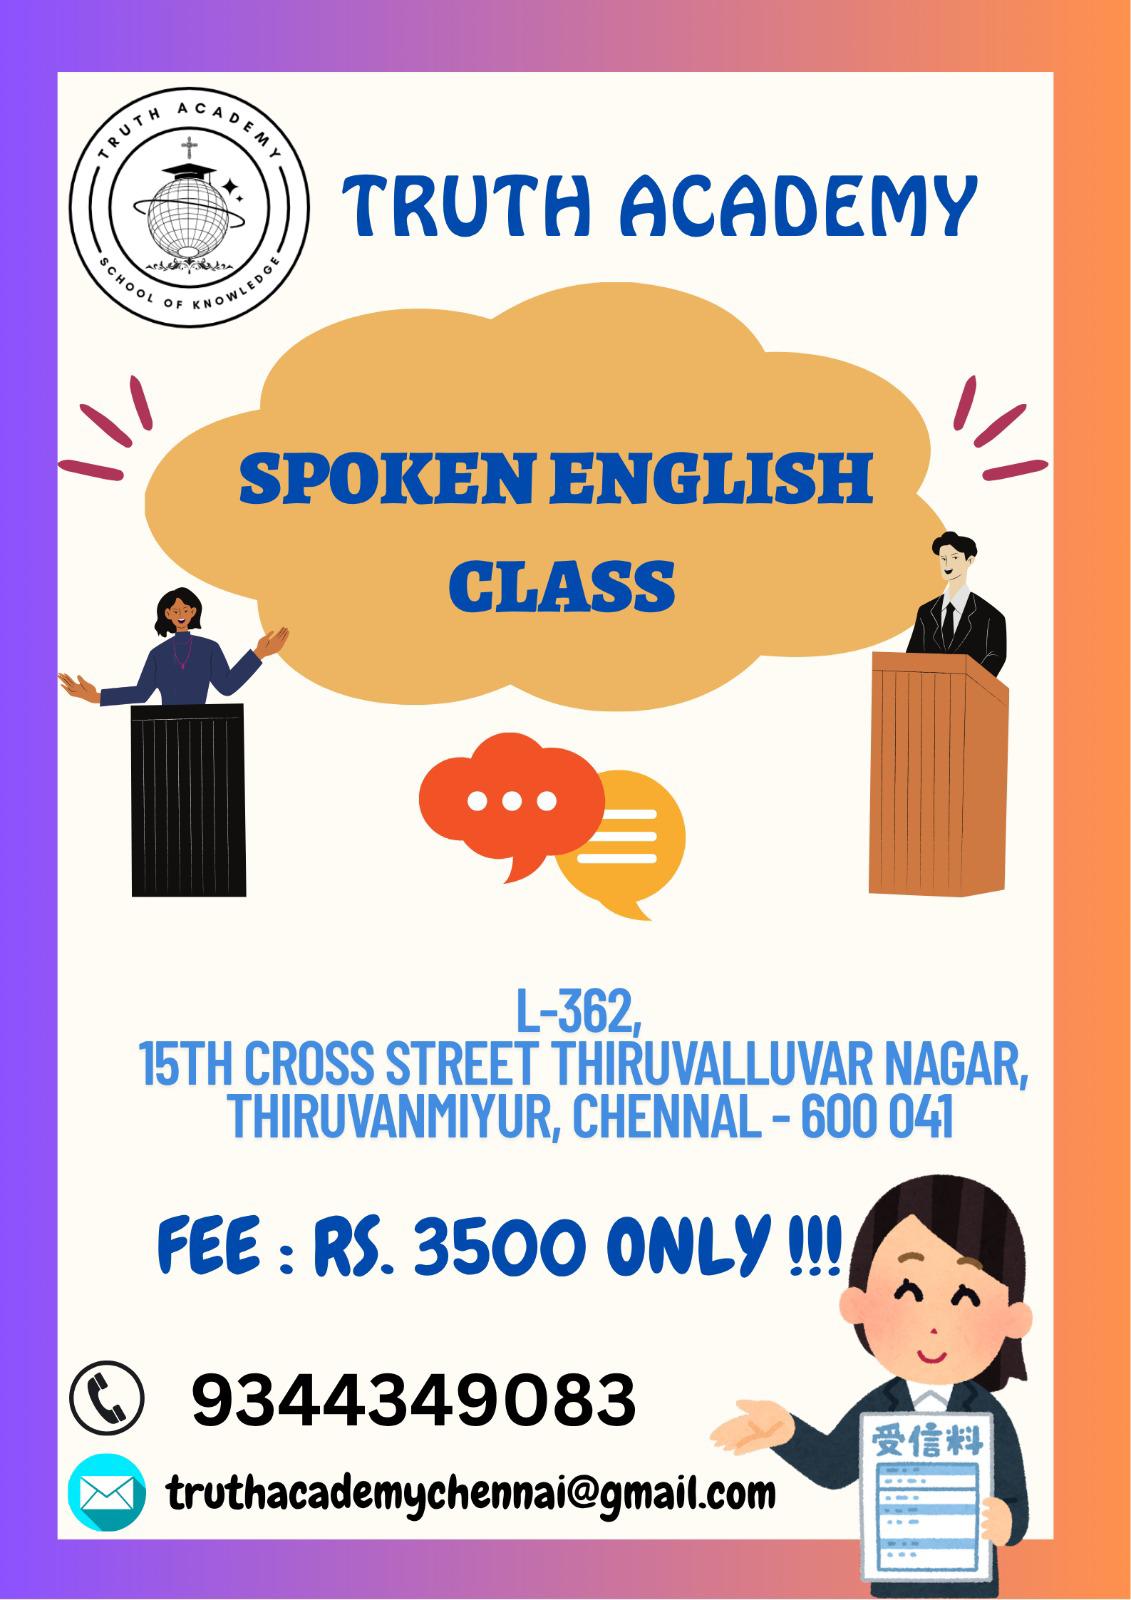 TRUTH ACADEMY
SCHOOL OF KNOWLEDGE
TRUTH ACADEMY
SPOKEN ENGLISH
CLASS
L-362,
15TH CROSS STREET THIRUVALLUVAR NAGAR,
THIRUVANMIYUR, CHENNAL - 600 041
FEE : RS. 3500 ONLY !!!
9344349083
受信料
truthacademychennai@gmail.com